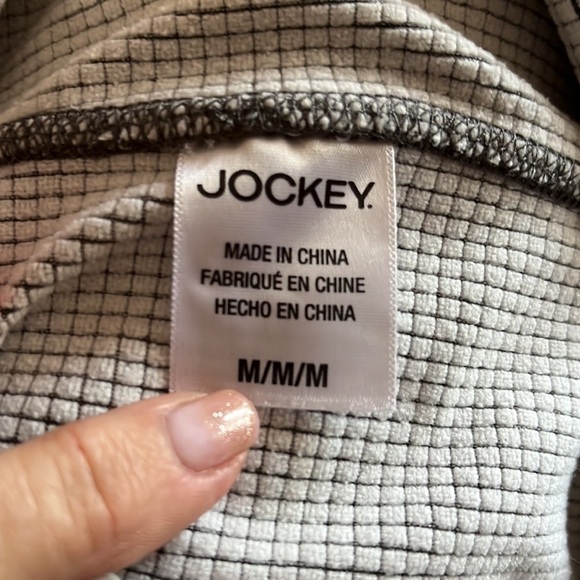 JOCKEY.
MADE IN CHINA
FABRIQUÉ EN CHINE
HECHO EN CHINA
M/M/M